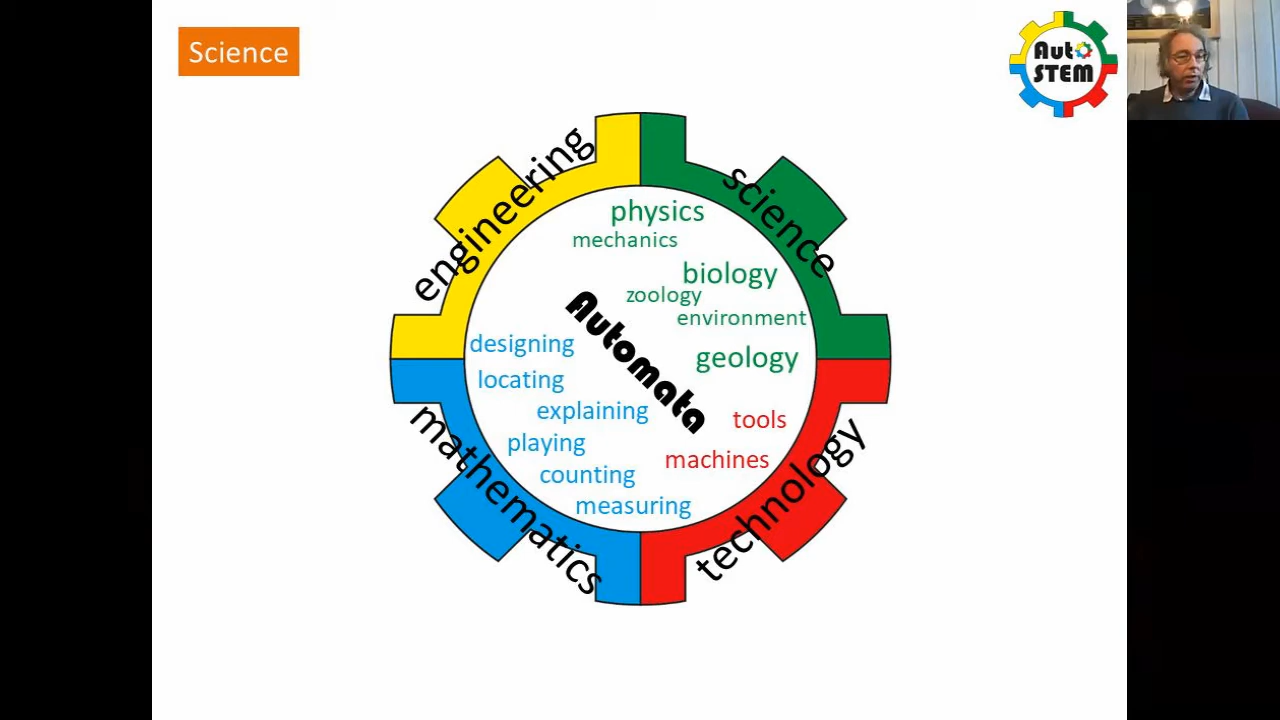 Science
Aut
STEM
engineering
science
physics
mechanics
biology
zoology
environment
geology
Automata
designing
locating
explaining
playing
counting
measuring
tools
machines
mathematics
technology